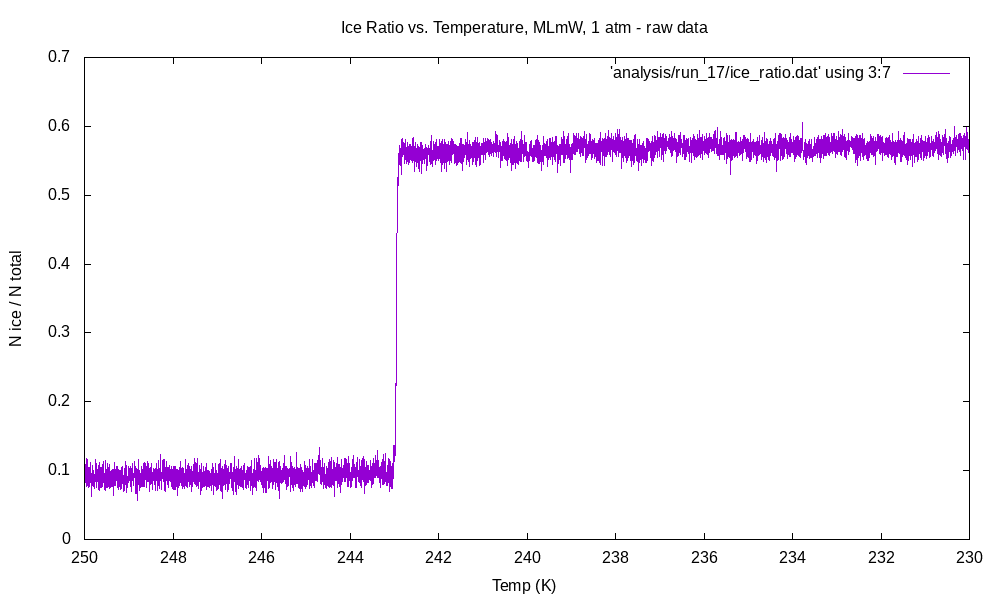 Ice Ratio vs. Temperature, MLmW, 1 atm - raw data
'analysis/run_17/ice_ratio.dat' using 3:7
0.7
0.6
0.5
0.4
0.3
0.2
0.1
0
N ice / N total
250 248 246 244 242 240 238 236 234 232 230
Temp (K)